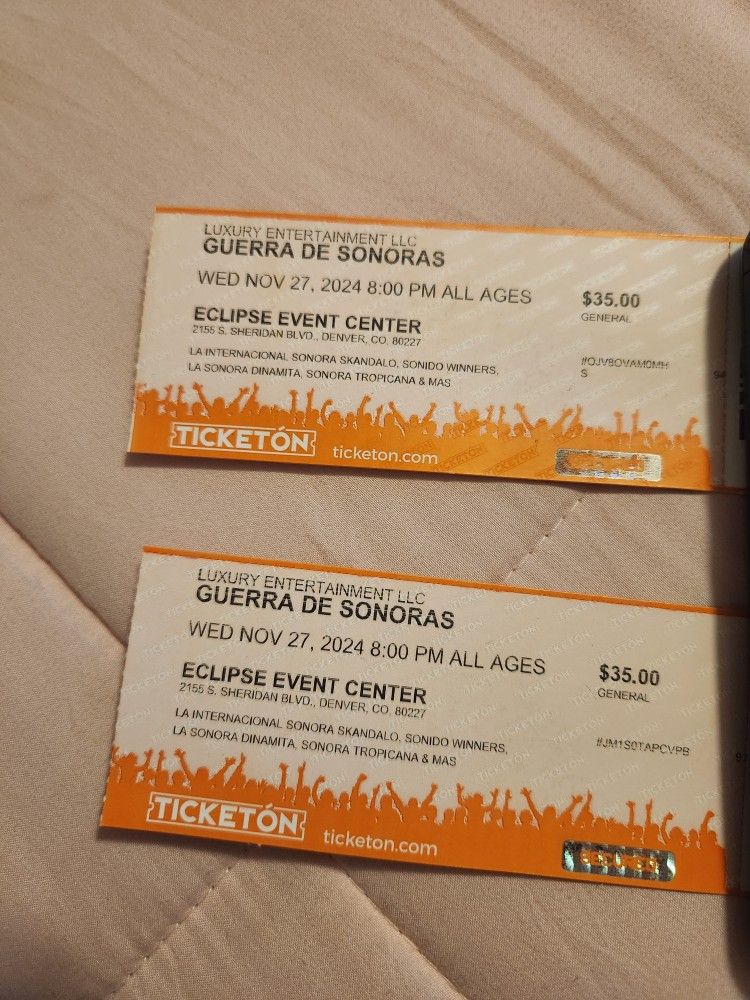 LUXURY ENTERTAINMENT LLC
GUERRA DE SONORAS
WED NOV 27, 2024 8:00 PM ALL AGES
$35.00
GENERAL
ECLIPSE EVENT CENTER
2155 S. SHERIDAN BLVD., DENVER, CO. 80227
LA INTERNACIONAL SONORA SKANDALO, SONIDO WINNERS,
LA SONORA DINAMITA, SONORA TROPICANA & MAS
TICKETÓN
ticketon.com
LUXURY ENTERTAINMENT LLC
GUERRA DE SONORAS
WED NOV 27, 2024 8:00 PM ALL AGES
$35.00
GENERAL
ECLIPSE EVENT CENTER
2155 S. SHERIDAN BLVD., DENVER, CO. 80227
LA INTERNACIONAL SONORA SKANDALO, SONIDO WINNERS,
LA SONORA DINAMITA, SONORA TROPICANA & MAS
#JM1S0TAPCVPB
TICKETÓN
ticketon.com
SECURED